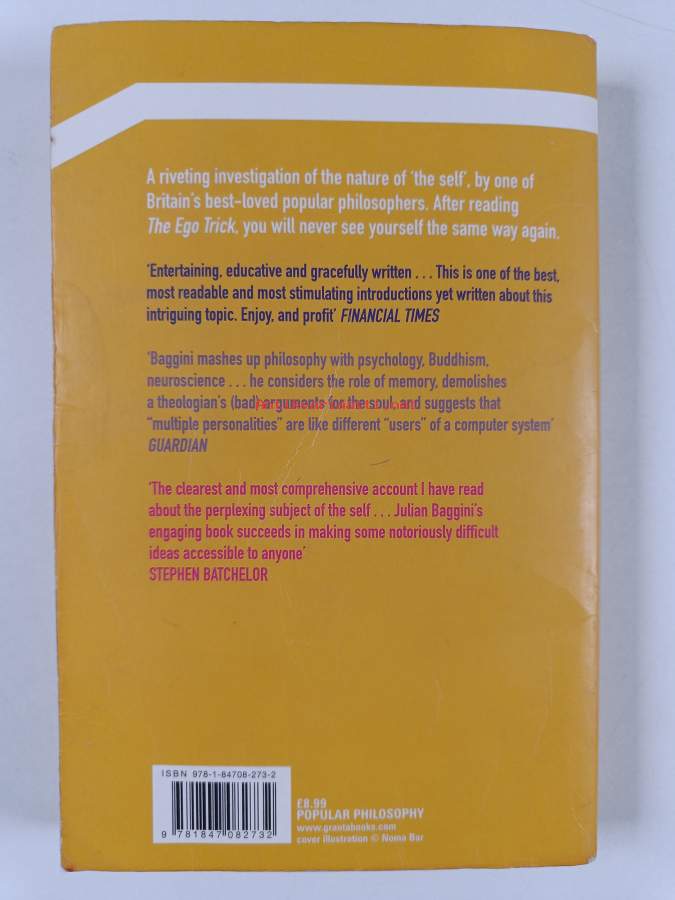 A riveting investigation of the nature of ‘the self’, by one of
Britain’s best-loved popular philosophers. After reading
The Ego Trick, you will never see yourself the same way again.
‘Entertaining, educative and gracefully written . . . This is one of the best,
most readable and most stimulating introductions yet written about this
intriguing topic. Enjoy, and profit’ FINANCIAL TIMES
‘Baggini mashes up philosophy with psychology, Buddhism,
neuroscience . . . he considers the role of memory, demolishes
a theologian’s (bad) arguments for the soul, and suggests that
“multiple personalities” are like different “users” of a computer system’
GUARDIAN
‘The clearest and most comprehensive account I have read
about the perplexing subject of the self . . . Julian Baggini’s
engaging book succeeds in making some notoriously difficult
ideas accessible to anyone’
STEPHEN BATCHELOR
ISBN 978-1-84708-273-2
9 781847 082732
£8.99
POPULAR PHILOSOPHY
www.grantabooks.com
cover illustration © Noma Bar